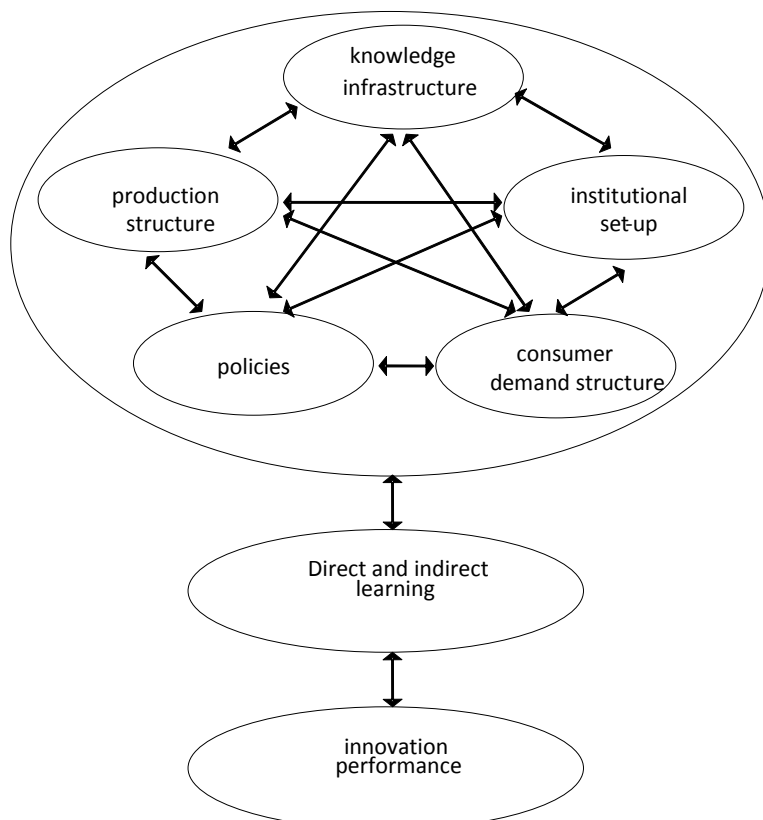 knowledge
infrastructure
production
structure
institutional
set-up
policies
consumer
demand structure
Direct and indirect
learning
innovation
performance